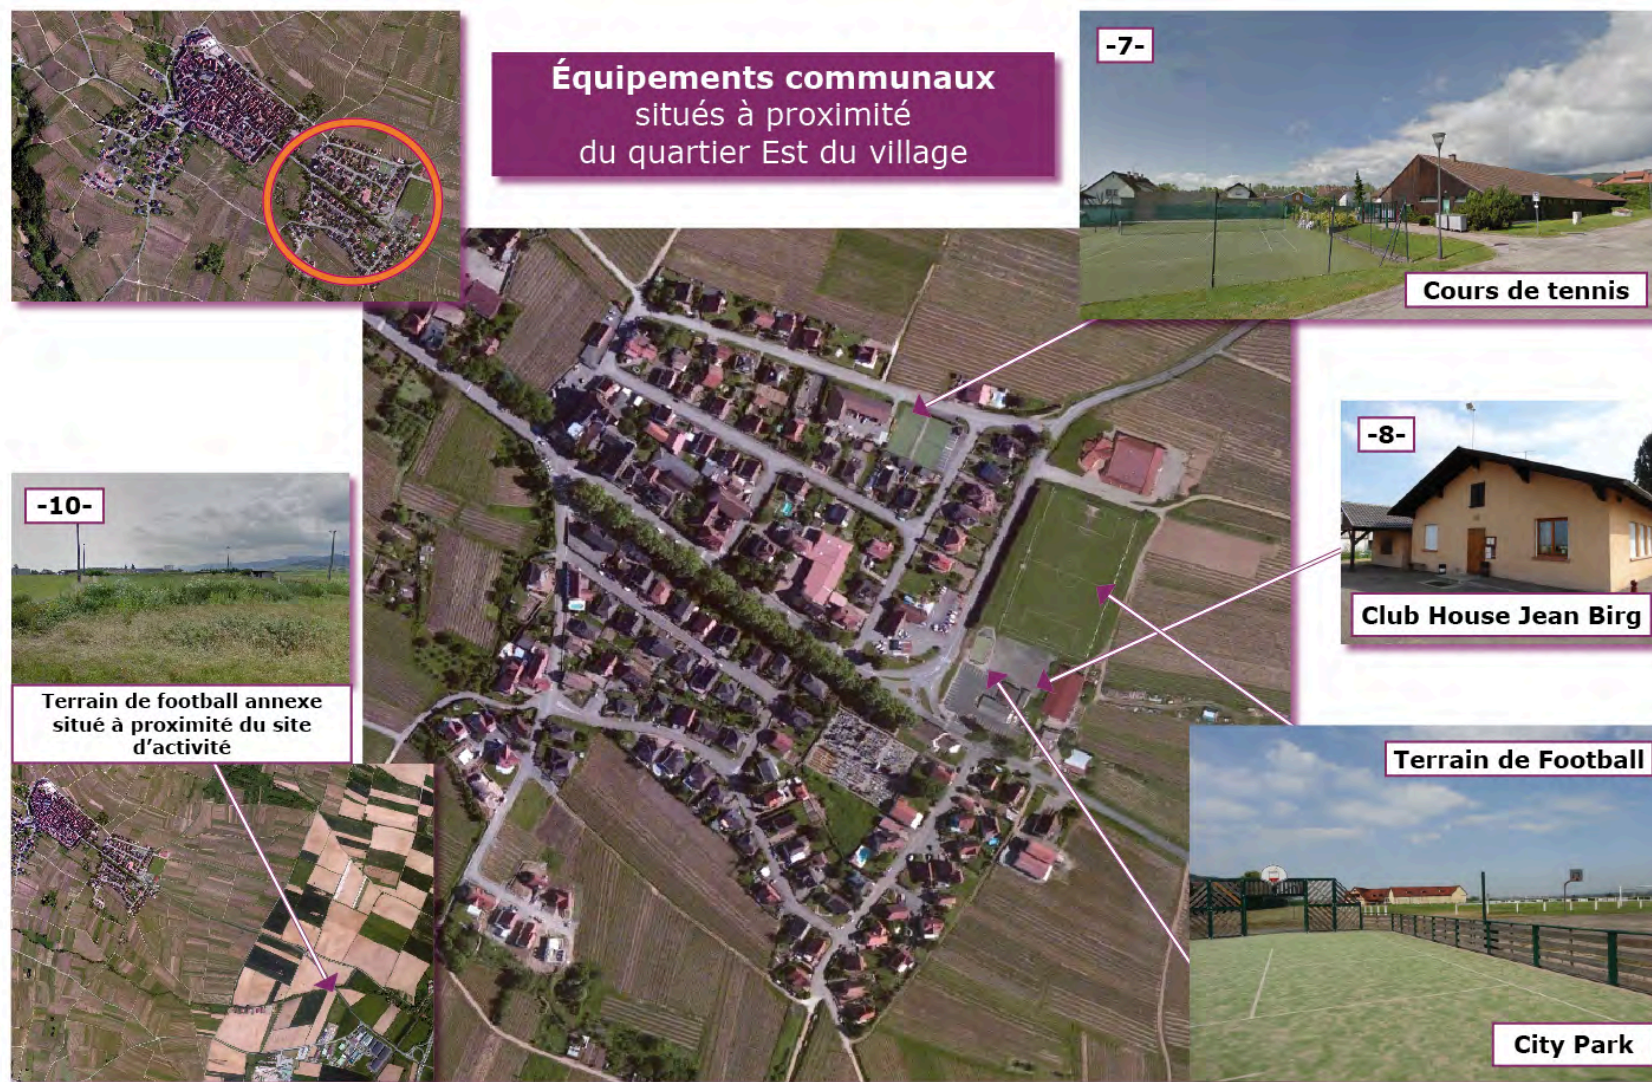 Équipements communaux
situés à proximité
du quartier Est du village
-7-
Cours de tennis
-8-
Club House Jean Birg
-10-
Terrain de football annexe
situé à proximité du site
d'activité
Terrain de Football
City Park